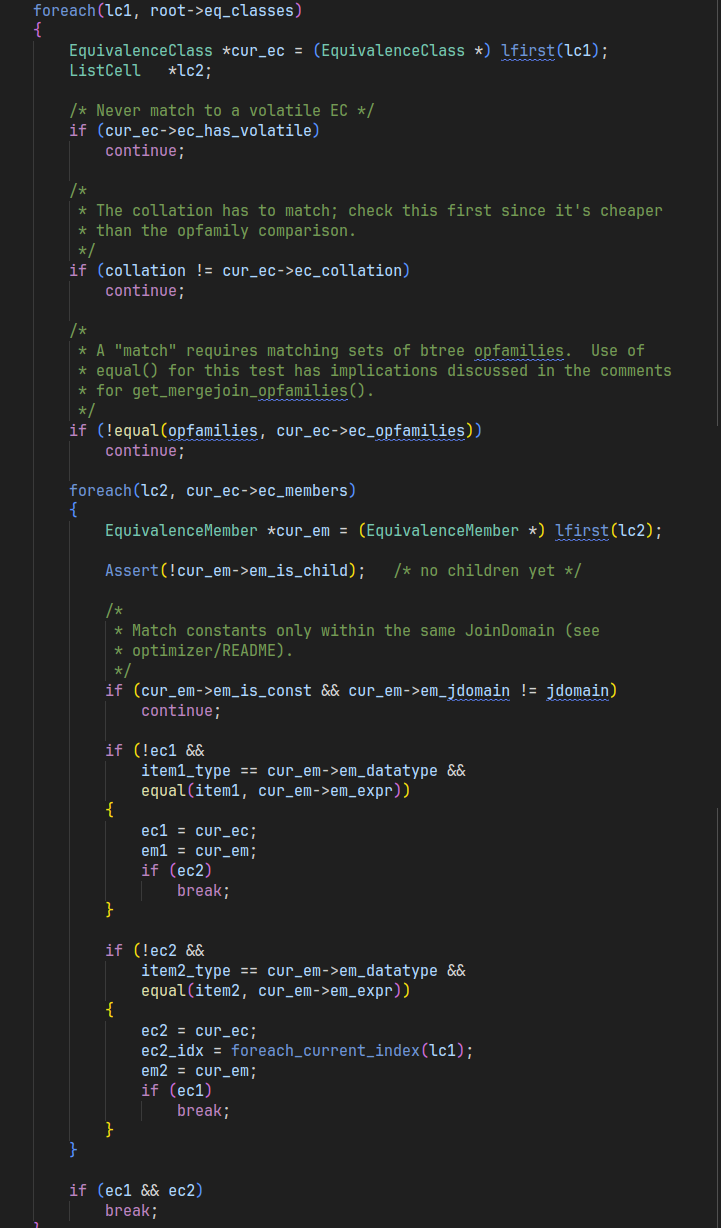 foreach(lc1, root->eq_classes)
{
    EquivalenceClass *cur_ec = (EquivalenceClass *) lfirst(lc1);
    ListCell   *lc2;

    /* Never match to a volatile EC */
    if (cur_ec->ec_has_volatile)
        continue;

    /*
     * The collation has to match; check this first since it's cheaper
     * than the opfamily comparison.
     */
    if (collation != cur_ec->ec_collation)
        continue;

    /*
     * A "match" requires matching sets of btree opfamilies.  Use of
     * equal() for this test has implications discussed in the comments
     * for get_mergejoin_opfamilies().
     */
    if (!equal(opfamilies, cur_ec->ec_opfamilies))
        continue;

    foreach(lc2, cur_ec->ec_members)
    {
        EquivalenceMember *cur_em = (EquivalenceMember *) lfirst(lc2);

        Assert(!cur_em->em_is_child);   /* no children yet */

        /*
         * Match constants only within the same JoinDomain (see
         * optimizer/README).
         */
        if (cur_em->em_is_const && cur_em->em_jdomain != jdomain)
            continue;

        if (!ec1 &&
            item1_type == cur_em->em_datatype &&
            equal(item1, cur_em->em_expr))
        {
            ec1 = cur_ec;
            em1 = cur_em;
            if (ec2)
                break;
        }

        if (!ec2 &&
            item2_type == cur_em->em_datatype &&
            equal(item2, cur_em->em_expr))
        {
            ec2 = cur_ec;
            ec2_idx = foreach_current_index(lc1);
            em2 = cur_em;
            if (ec1)
                break;
        }
    }

    if (ec1 && ec2)
        break;
}